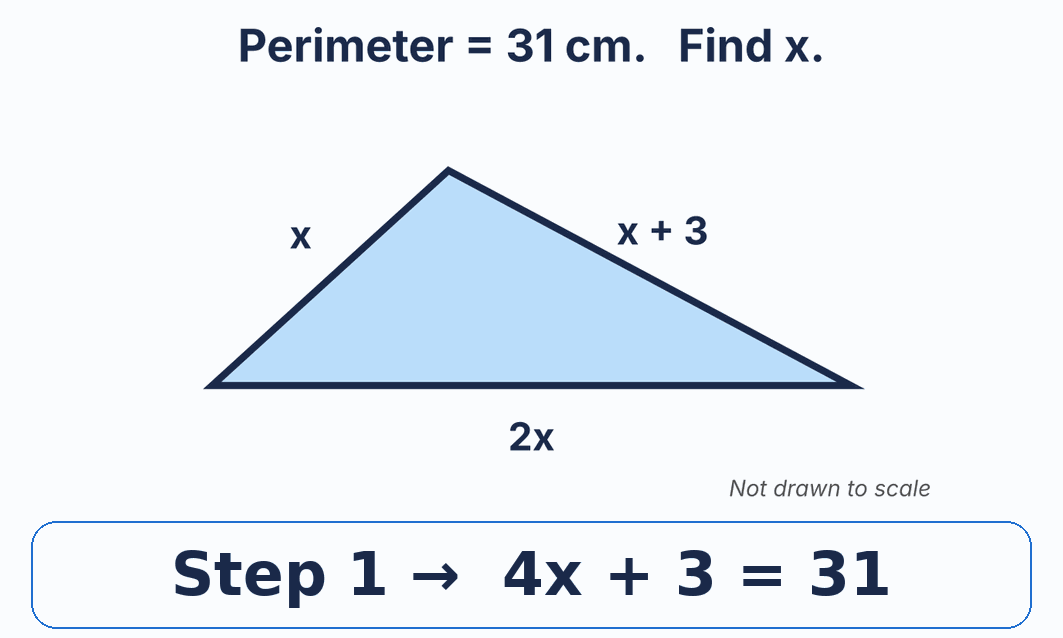 Perimeter = 31 cm. Find x.
x
x + 3
2x
Not drawn to scale
Step 1 → 4x + 3 = 31